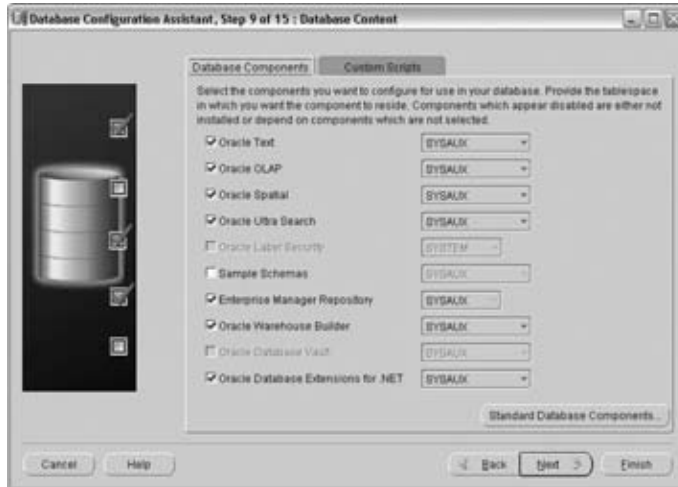 Database Configuration Assistant, Step 9 of 15 : Database Content
Database Components
Custom Scripts
Select the components you want to configure for use in your database. Provide the tablespace
in which you want the component to reside. Components which appear disabled are either not
installed or depend on components which are not selected.
Oracle Text SYSAUX
Oracle OLAP SYSAUX
Oracle Spatial SYSAUX
Oracle Ultra Search SYSAUX
Oracle Label Security SYSTEM
Sample Schemas SYSAUX
Enterprise Manager Repository SYSAUX
Oracle Warehouse Builder SYSAUX
Oracle Database Vault SYSAUX
Oracle Database Extensions for .NET SYSAUX
Standard Database Components...
Cancel Help Back Next Finish